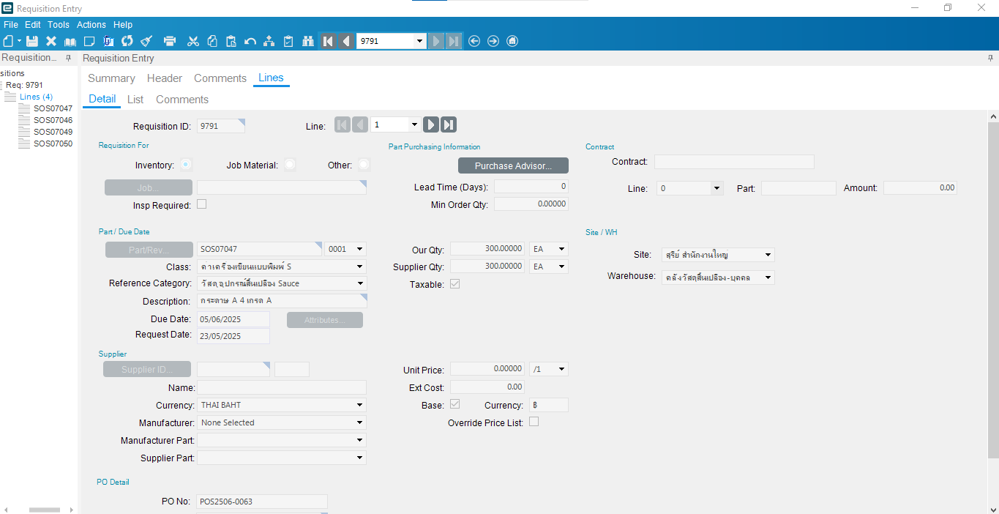 Requisition Entry
File Edit Tools Actions Help
9791
Requisition... Requisition Entry
sitions
Req: 9791
Lines (4)
SOS07047
SOS07046
SOS07049
SOS07050
Summary Header Comments Lines
Detail List Comments
Requisition ID: 9791 Line: 1
Requisition For Part Purchasing Information Contract
Inventory: Job Material: Other: Purchase Advisor... Contract:
Job... Lead Time (Days): 0 Line: 0 Part: Amount: 0.00
Insp Required: Min Order Qty: 0.00000
Part / Due Date Site / WH
Part/Rev... SOS07047 0001 Our Qty: 300.00000 EA Site: สุรีย์ สำนักงานใหญ่
Class: ค่าเครื่องเขียนแบบพิมพ์ S Supplier Qty: 300.00000 EA Warehouse: คลังวัสดุสิ้นเปลือง-บุคคล
Reference Category: วัสดุอุปกรณ์สิ้นเปลือง Sauce Taxable:
Description: กระดาษ A 4 เกรด A
Due Date: 05/06/2025 Attributes...
Request Date: 23/05/2025
Supplier
Supplier ID... Unit Price: 0.00000 /1
Name: Ext Cost: 0.00
Currency: THAI BAHT Base: Currency: ฿
Manufacturer: None Selected Override Price List:
Manufacturer Part:
Supplier Part:
PO Detail
PO No: POS2506-0063